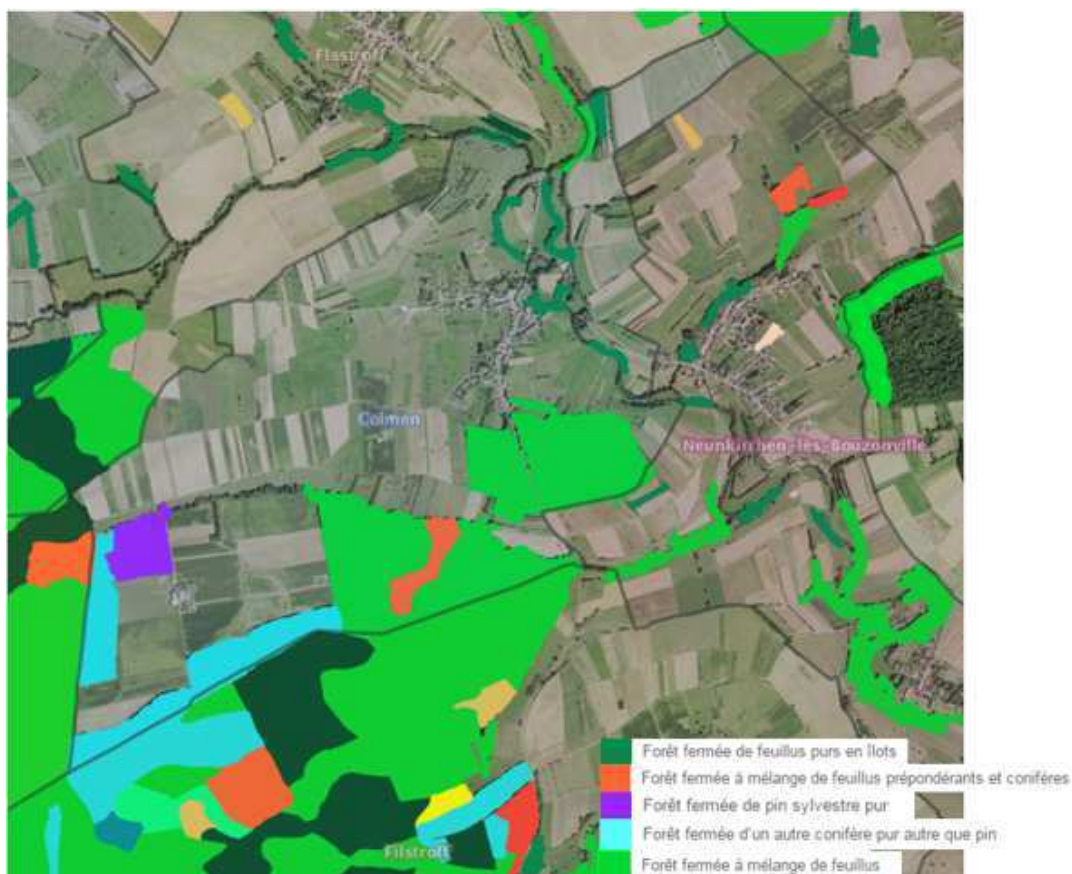 Flastroff
Colmen
Neunkirchen-lès-Bouzonville
Forêt fermée de feuillus purs en îlots
Forêt fermée à mélange de feuillus prépondérants et conifères
Forêt fermée de pin sylvestre pur
Forêt fermée d'un autre conifère pur autre que pin
Filstroff
Forêt fermée à mélange de feuillus